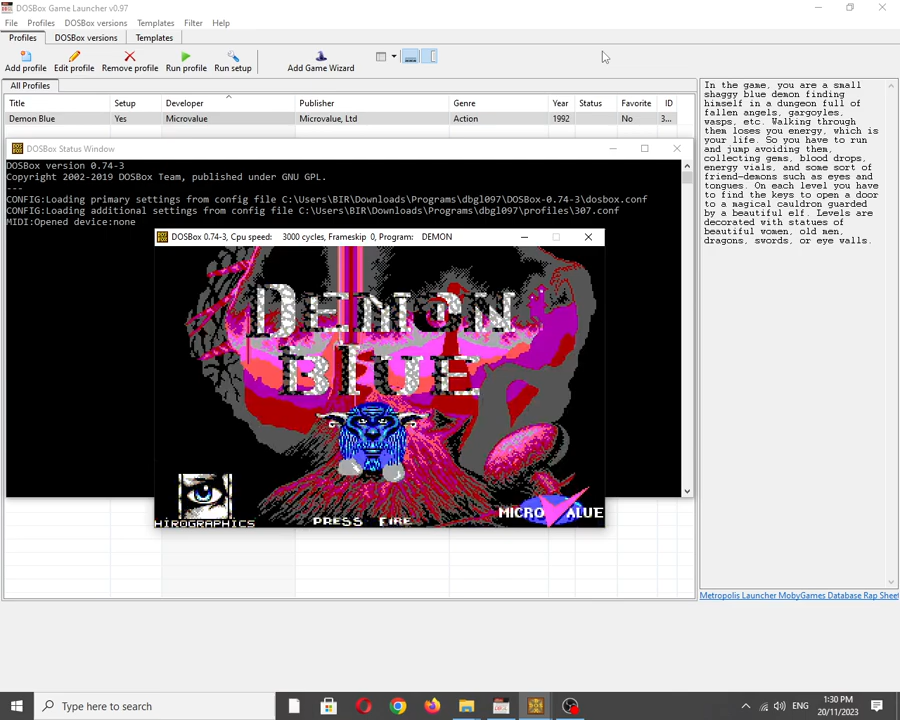 DOSBox Game Launcher v0.97
File Profiles DOSBox versions Templates Filter Help
Profiles DOSBox versions Templates
Add profile Edit profile Remove profile Run profile Run setup Add Game Wizard
All Profiles
Title Setup Developer Publisher Genre Year Status Favorite ID
Demon Blue Yes Microvalue Microvalue, Ltd Action 1992 No 3...
DOSBox Status Window
DOSBox version 0.74-3
Copyright 2002-2019 DOSBox Team, published under GNU GPL.
---
CONFIG:Loading primary settings from config file C:\Users\BIR\Downloads\Programs\dbgl097\DOSBox-0.74-3\dosbox.conf
CONFIG:Loading additional settings from config file C:\Users\BIR\Downloads\Programs\dbgl097\profiles\307.conf
MIDI:Opened device:none
DOSBox 0.74-3, Cpu speed: 3000 cycles, Frameskip 0, Program: DEMON
DEMON
BLUE
HIROGRAPHICS
PRESS FIRE
MICRO VALUE
In the game, you are a small
shaggy blue demon finding
himself in a dungeon full of
fallen angels, gargoyles,
wasps, etc. Walking through
them loses you energy, which is
your life. So you have to run
and jump avoiding them,
collecting gems, blood drops,
energy vials, and some sort of
friend-demons such as eyes and
tongues. On each level you have
to find the keys to open a door
to a magical cauldron guarded
by a beautiful elf. Levels are
decorated with statues of
beautiful women, old men,
dragons, swords, or eye walls.
Metropolis Launcher MobyGames Database Rap Sheet
Type here to search
ENG
1:30 PM
20/11/2023